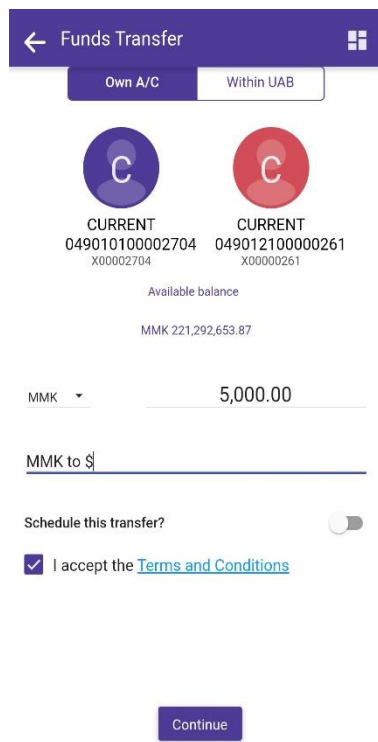 Funds Transfer
Own A/C Within UAB
C C
CURRENT CURRENT
049010100002704 049012100000261
X00002704 X00000261
Available balance
MMK 221,292,653.87
MMK 5,000.00
MMK to $
Schedule this transfer?
I accept the Terms and Conditions
Continue